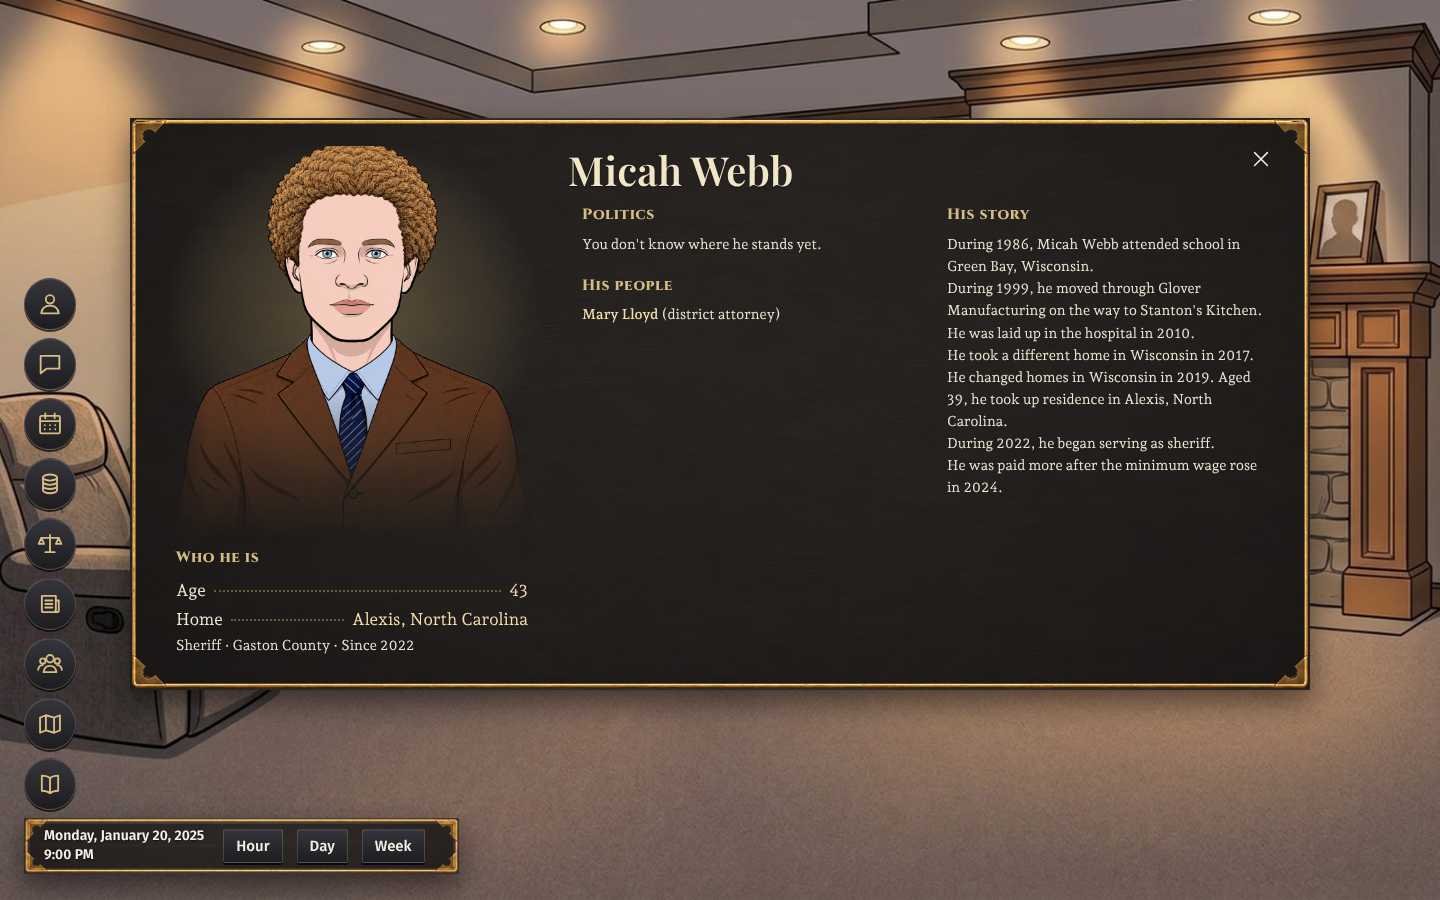 Micah Webb
Politics
You don't know where he stands yet.
His people
Mary Lloyd (district attorney)
His story
During 1986, Micah Webb attended school in
Green Bay, Wisconsin.
During 1999, he moved through Glover
Manufacturing on the way to Stanton's Kitchen.
He was laid up in the hospital in 2010.
He took a different home in Wisconsin in 2017.
He changed homes in Wisconsin in 2019. Aged
39, he took up residence in Alexis, North
Carolina.
During 2022, he began serving as sheriff.
He was paid more after the minimum wage rose
in 2024.
Who he is
Age 43
Home Alexis, North Carolina
Sheriff · Gaston County · Since 2022
Monday, January 20, 2025
9:00 PM
Hour
Day
Week